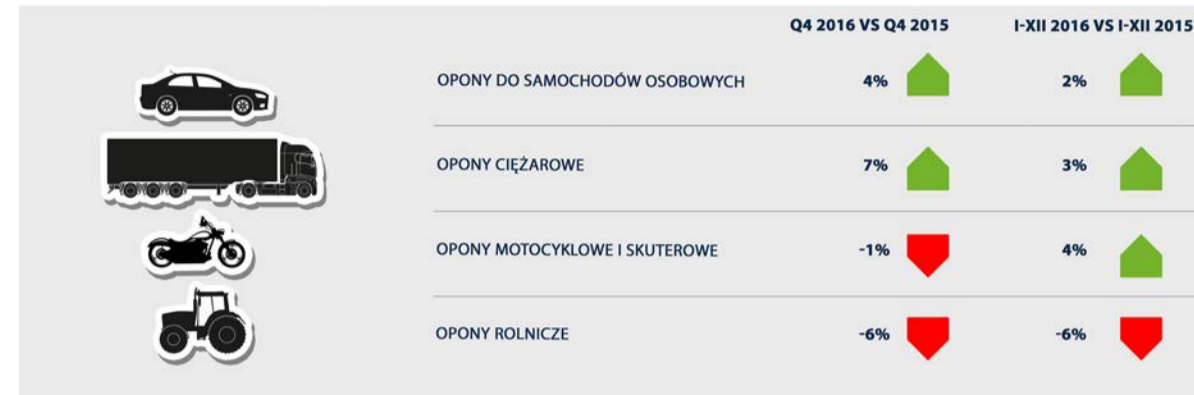 Q4 2016 VS Q4 2015 I-XII 2016 VS I-XII 2015
OPONY DO SAMOCHODÓW OSOBOWYCH 4% 2%
OPONY CIĘŻAROWE 7% 3%
OPONY MOTOCYKLOWE I SKUTEROWE -1% 4%
OPONY ROLNICZE -6% -6%